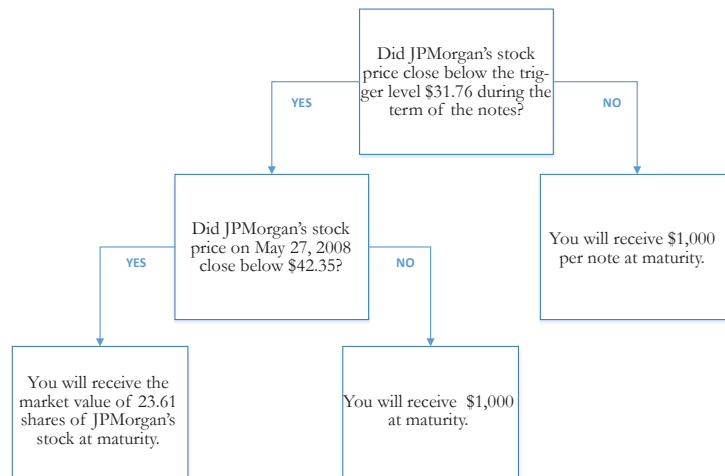 Did JPMorgan's stock
price close below the trig-
ger level $31.76 during the
term of the notes?
YES
NO
Did JPMorgan's stock
price on May 27, 2008
close below $42.35?
You will receive $1,000
per note at maturity.
YES
NO
You will receive the
market value of 23.61
shares of JPMorgan's
stock at maturity.
You will receive $1,000
at maturity.